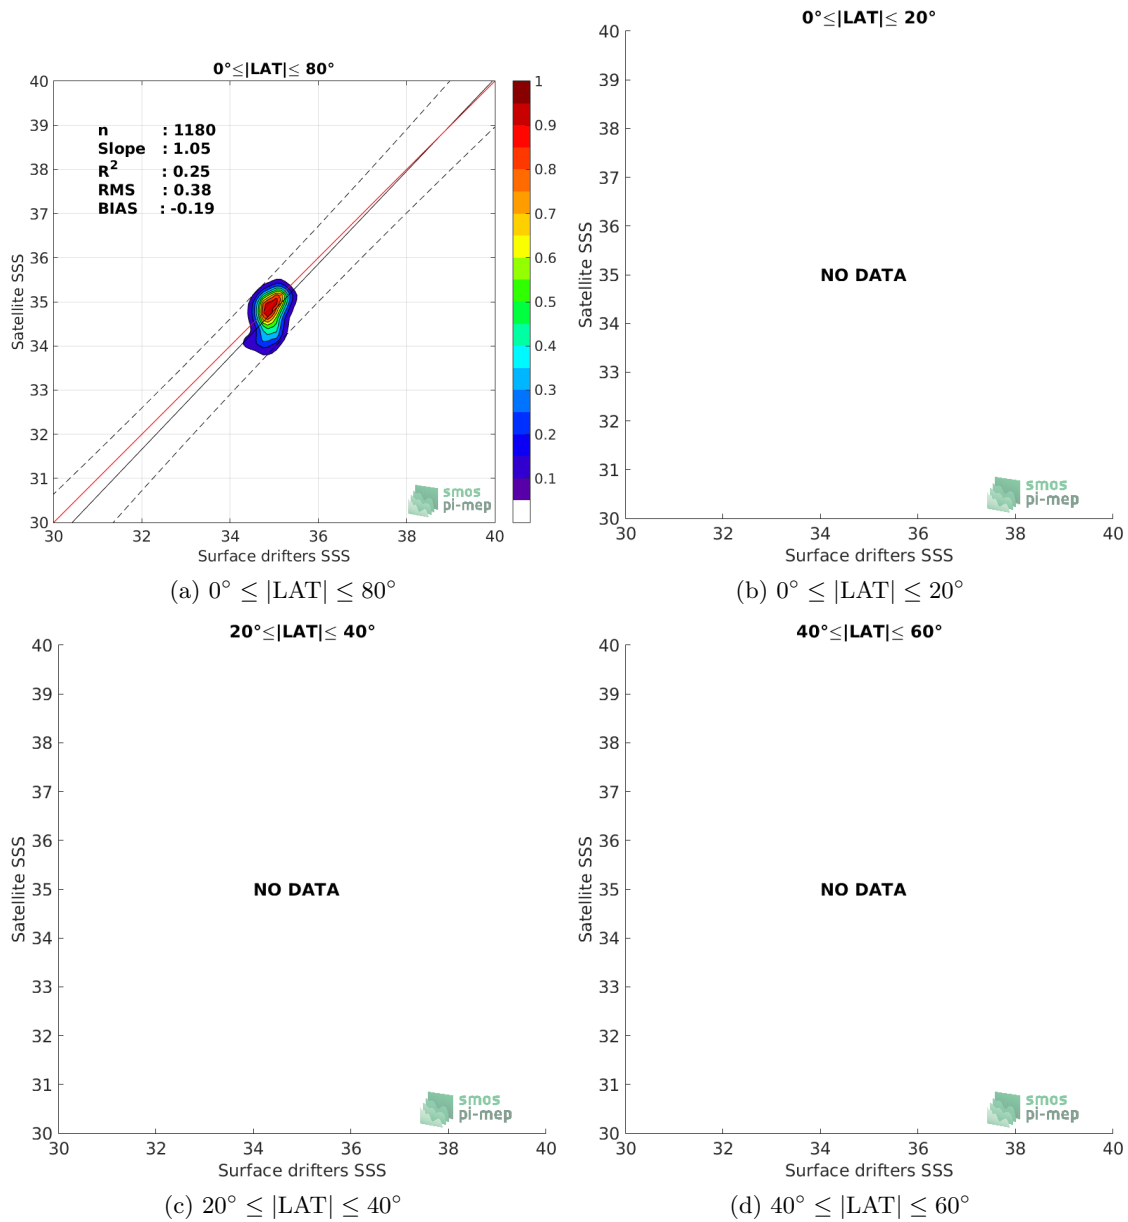 0°≤|LAT|≤ 80°
40
39
38
37
36
35
34
33
32
31
30
Satellite SSS
n : 1180
Slope : 1.05
R² : 0.25
RMS : 0.38
BIAS : -0.19
smos
pi-mep
30 32 34 36 38 40
Surface drifters SSS
1
0.9
0.8
0.7
0.6
0.5
0.4
0.3
0.2
0.1
(a) 0° ≤ |LAT| ≤ 80°
0°≤|LAT|≤ 20°
40
39
38
37
36
35
34
33
32
31
30
Satellite SSS
NO DATA
smos
pi-mep
30 32 34 36 38 40
Surface drifters SSS
(b) 0° ≤ |LAT| ≤ 20°
20°≤|LAT|≤ 40°
40
39
38
37
36
35
34
33
32
31
30
Satellite SSS
NO DATA
smos
pi-mep
30 32 34 36 38 40
Surface drifters SSS
(c) 20° ≤ |LAT| ≤ 40°
40°≤|LAT|≤ 60°
40
39
38
37
36
35
34
33
32
31
30
Satellite SSS
NO DATA
smos
pi-mep
30 32 34 36 38 40
Surface drifters SSS
(d) 40° ≤ |LAT| ≤ 60°